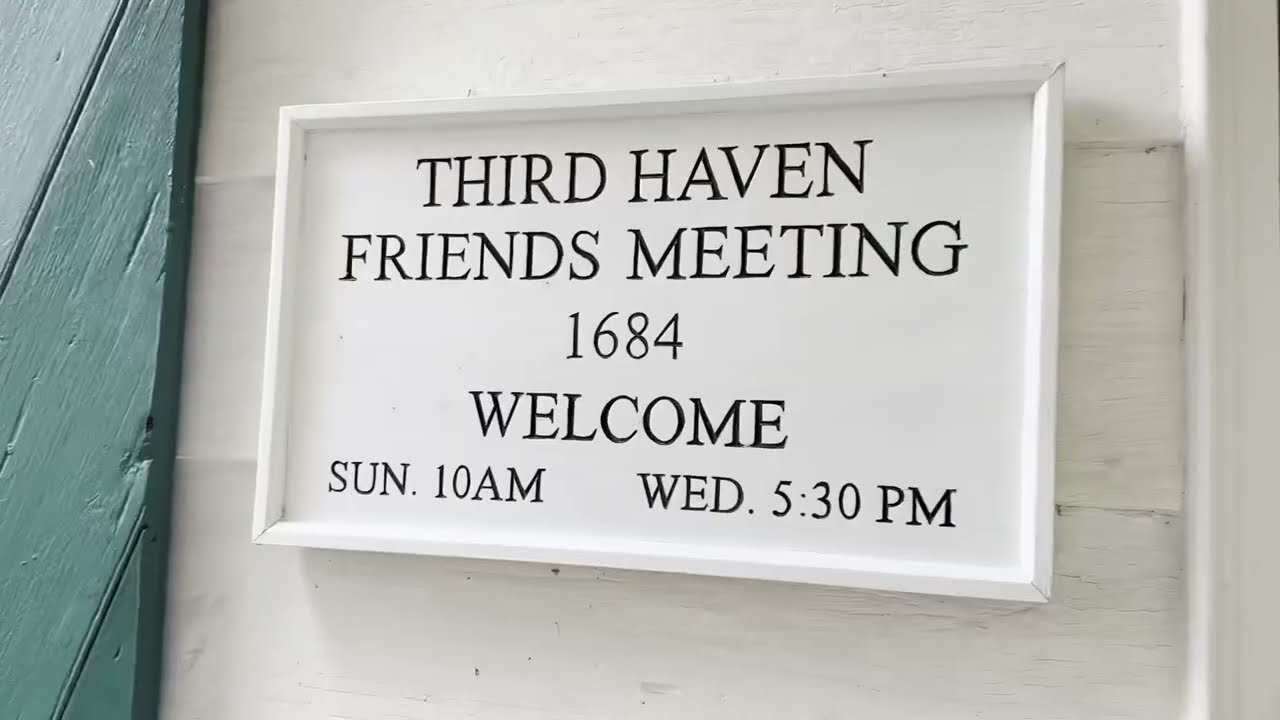 THIRD HAVEN
FRIENDS MEETING
1684
WELCOME
SUN. 10AM WED. 5:30 PM